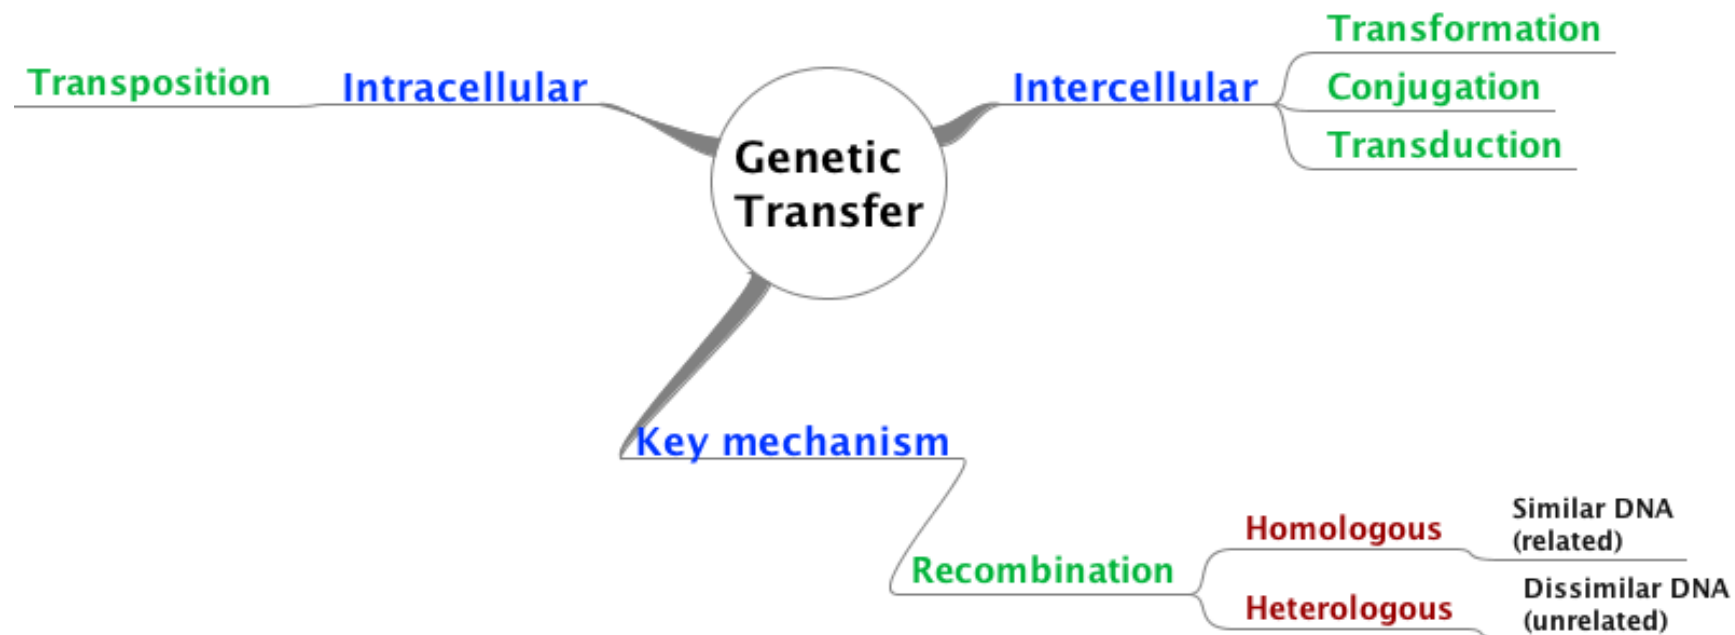 Transposition
Intracellular
Genetic
Transfer
Intercellular
Transformation
Conjugation
Transduction
Key mechanism
Recombination
Homologous
Similar DNA
(related)
Heterologous
Dissimilar DNA
(unrelated)